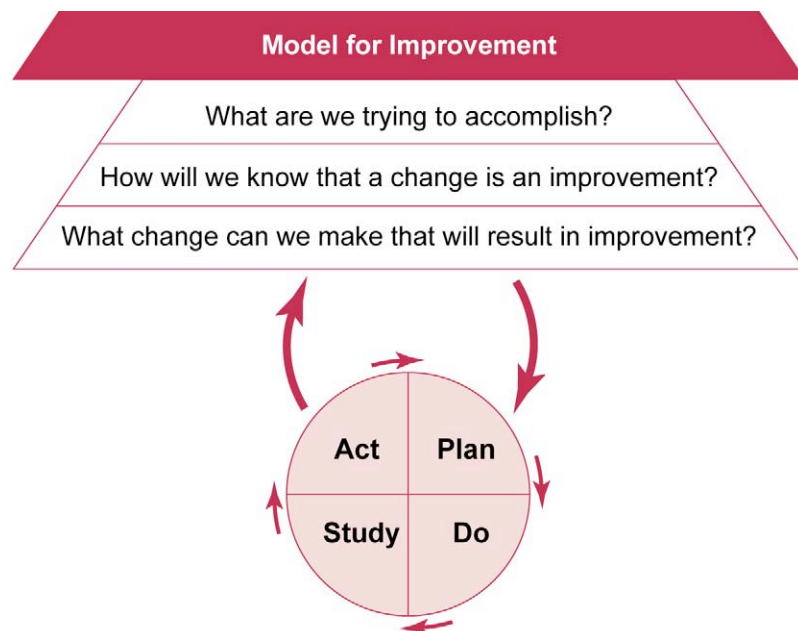 Model for Improvement
What are we trying to accomplish?
How will we know that a change is an improvement?
What change can we make that will result in improvement?
Act
Plan
Study
Do